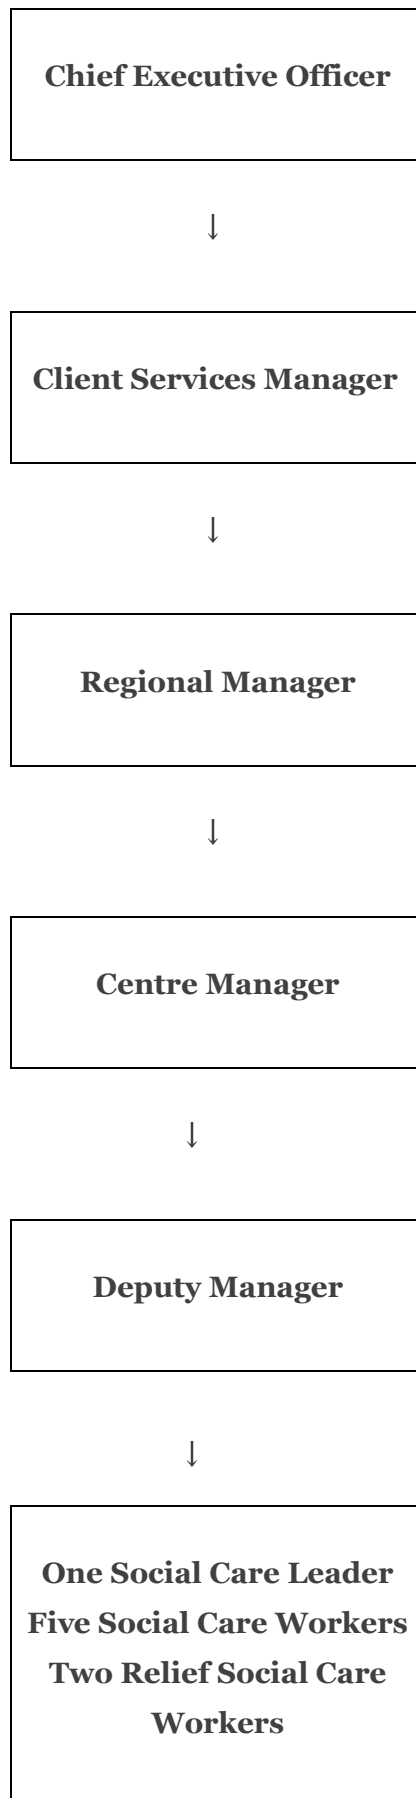 Chief Executive Officer
↓
Client Services Manager
↓
Regional Manager
↓
Centre Manager
↓
Deputy Manager
↓
One Social Care Leader
Five Social Care Workers
Two Relief Social Care
Workers